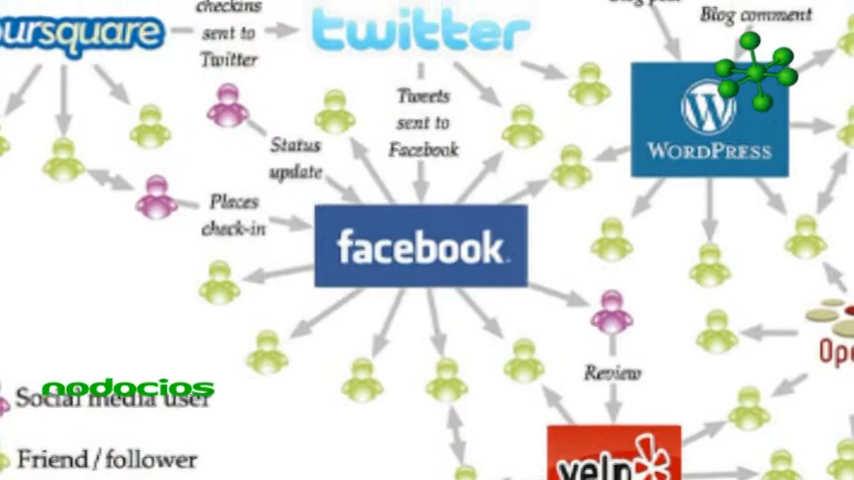 checkins
sent to
Twitter
oursquare
twitter
Blog comment
Tweets
sent to
Facebook
WORDPRESS
Status
update
Places
check-in
facebook
Review
nodocios
Social media user
Friend / follower
yelp
Ope